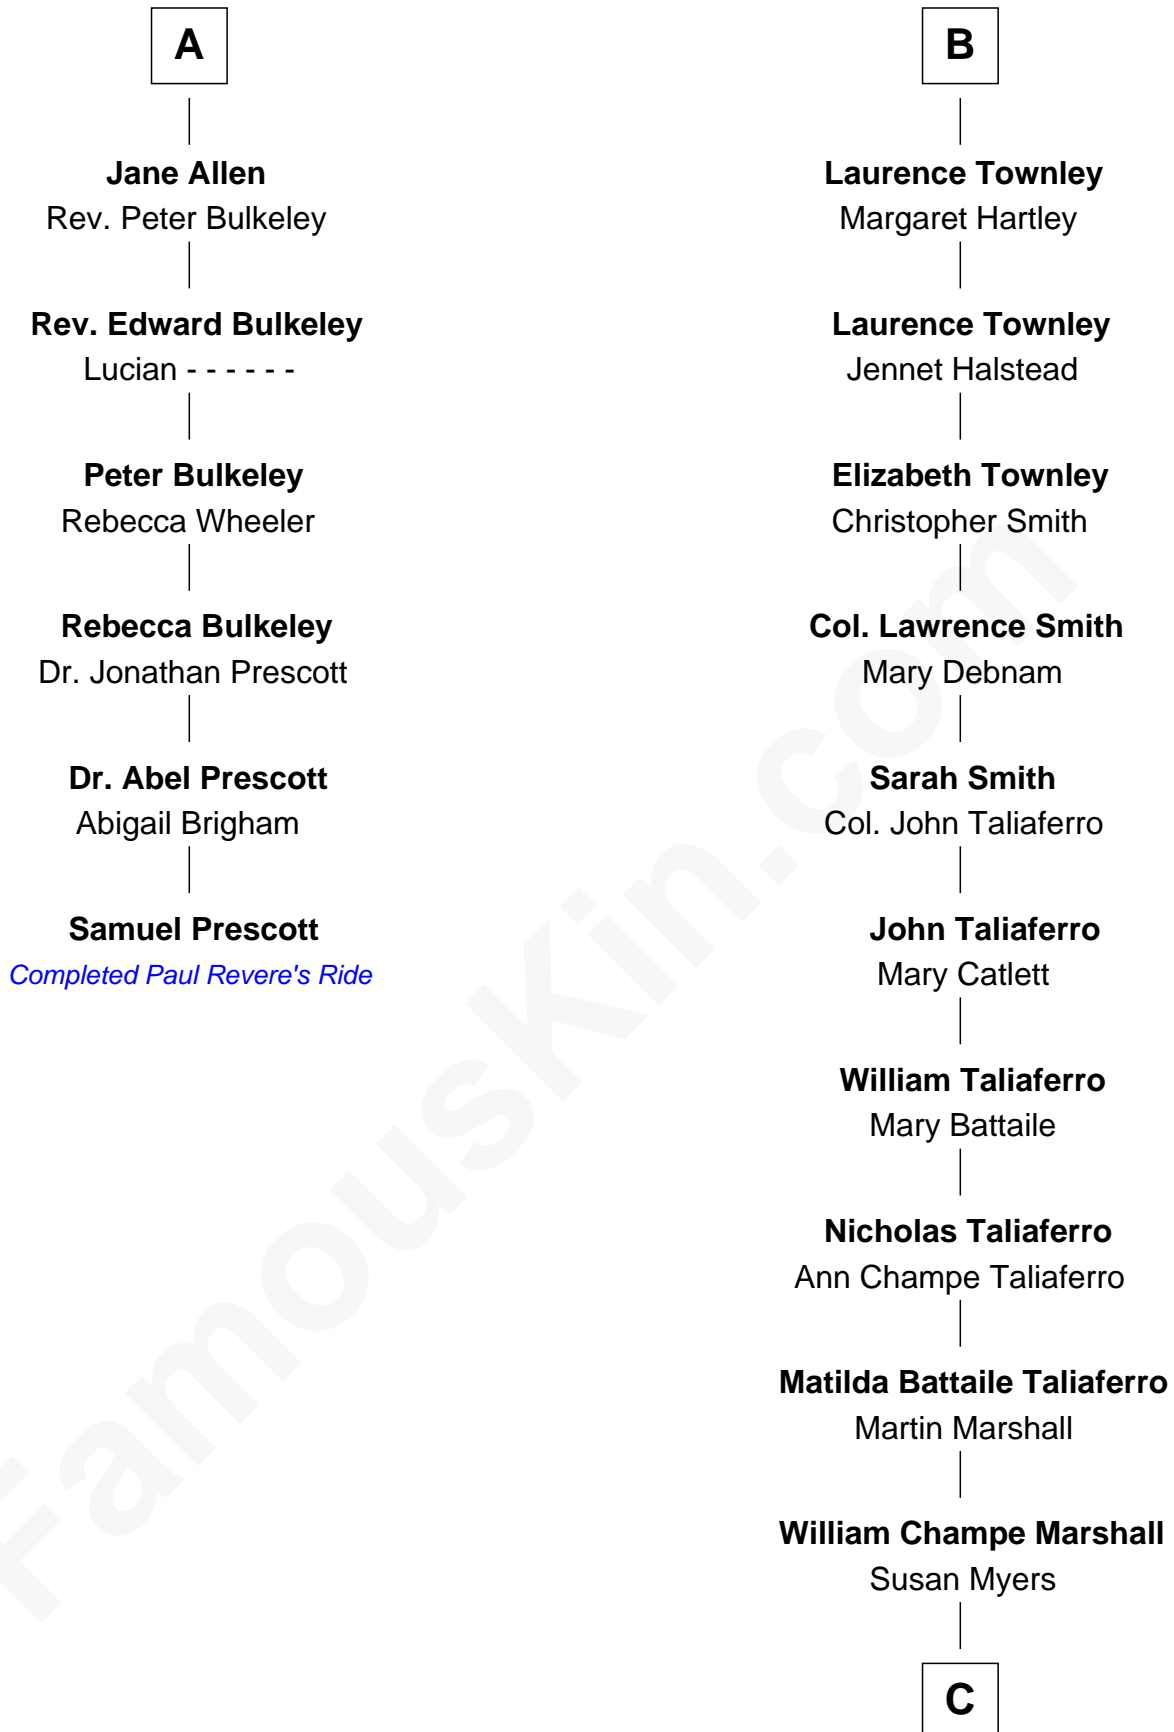 A
Jane Allen
Rev. Peter Bulkeley
Rev. Edward Bulkeley
Lucian - - - - - -
Peter Bulkeley
Rebecca Wheeler
Rebecca Bulkeley
Dr. Jonathan Prescott
Dr. Abel Prescott
Abigail Brigham
Samuel Prescott
Completed Paul Revere's Ride
B
Laurence Townley
Margaret Hartley
Laurence Townley
Jennet Halstead
Elizabeth Townley
Christopher Smith
Col. Lawrence Smith
Mary Debnam
Sarah Smith
Col. John Taliaferro
John Taliaferro
Mary Catlett
William Taliaferro
Mary Battaile
Nicholas Taliaferro
Ann Champe Taliaferro
Matilda Battaile Taliaferro
Martin Marshall
William Champe Marshall
Susan Myers
C
FamousKin.com